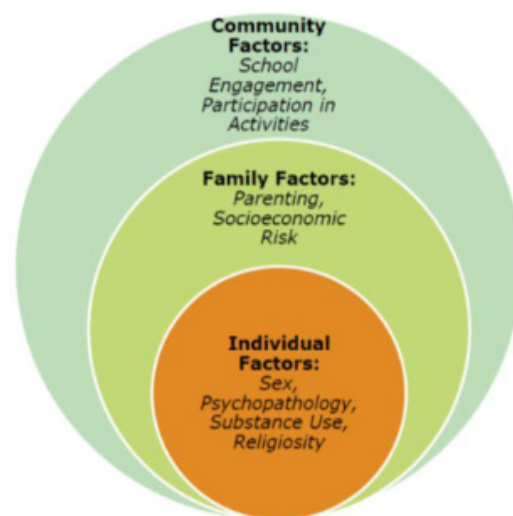 Community
Factors:
School
Engagement,
Participation in
Activities
Family Factors:
Parenting,
Socioeconomic
Risk
Individual
Factors:
Sex,
Psychopathology,
Substance Use,
Religiosity